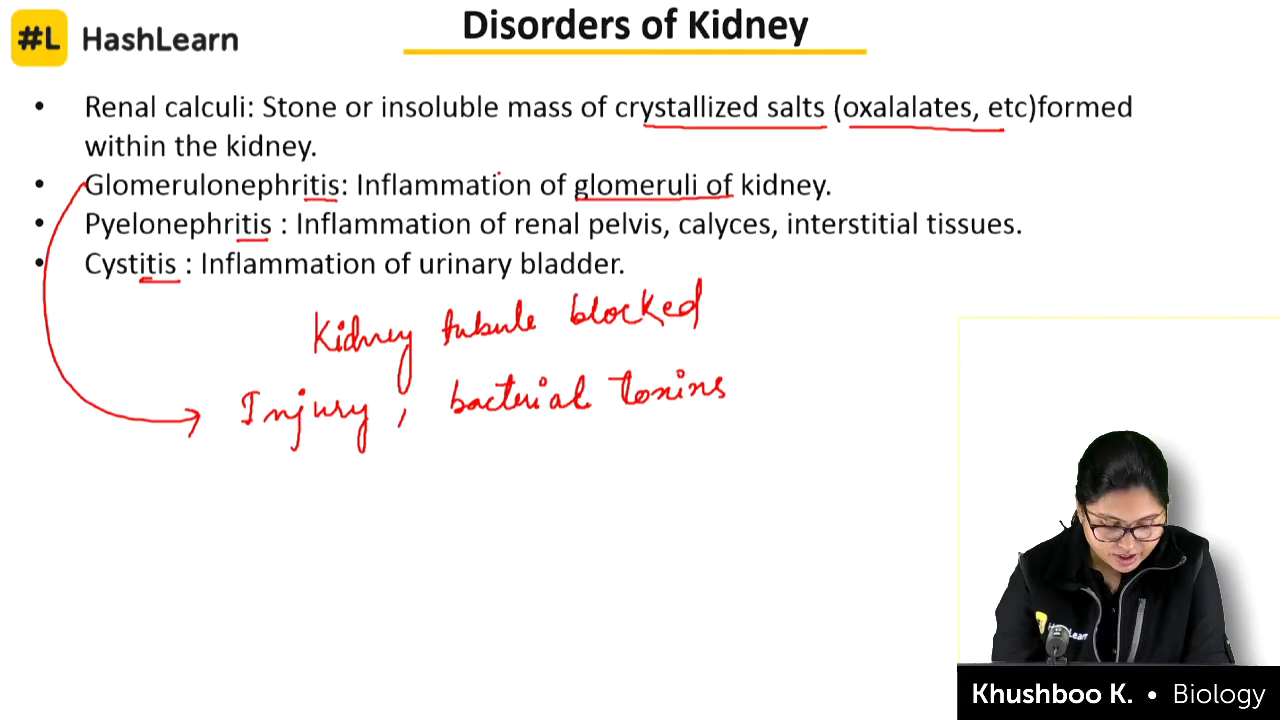 #L HashLearn
Disorders of Kidney
• Renal calculi: Stone or insoluble mass of crystallized salts (oxalalates, etc)formed
within the kidney.
• Glomerulonephritis: Inflammation of glomeruli of kidney.
• Pyelonephritis : Inflammation of renal pelvis, calyces, interstitial tissues.
• Cystitis : Inflammation of urinary bladder.
Kidney tubule blocked
Injury, bacterial toxins
HashLearn
Khushboo K. • Biology